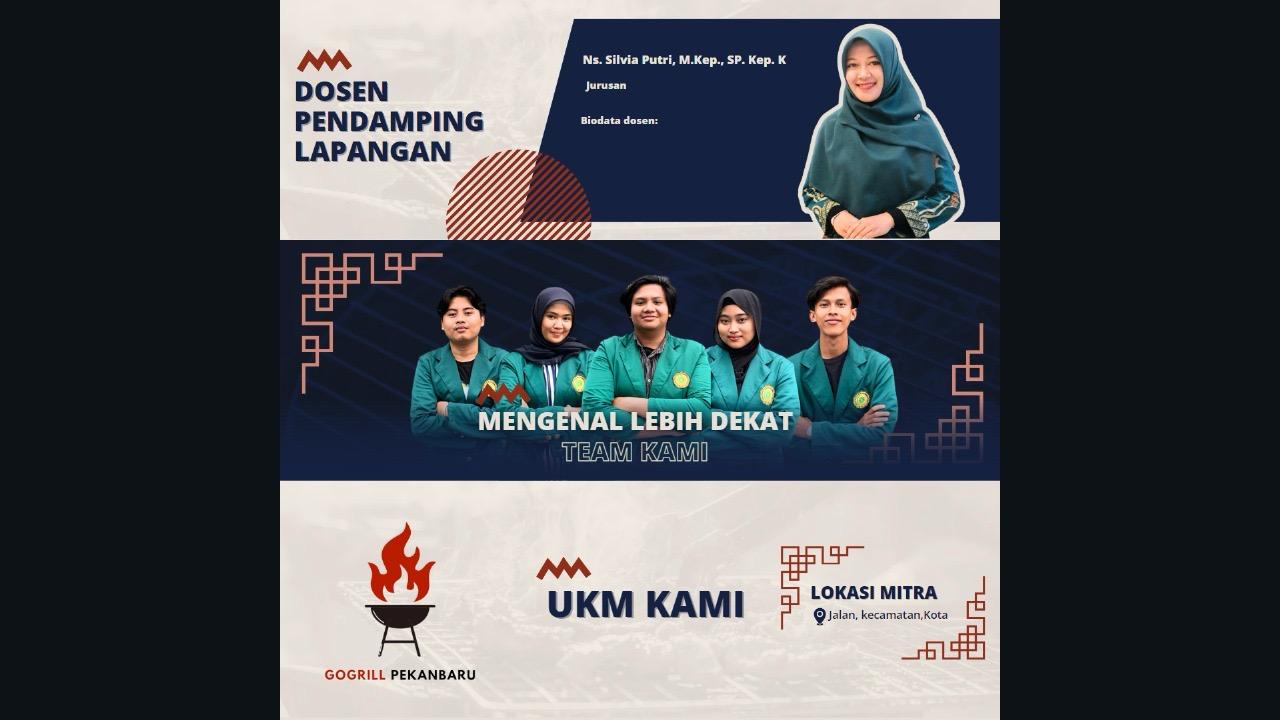 DOSEN
PENDAMPING
LAPANGAN
Ns. Silvia Putri, M.Kep., SP. Kep. K
Jurusan
Biodata dosen:
MENGENAL LEBIH DEKAT
TEAM KAMI
GOGRILL PEKANBARU
UKM KAMI
LOKASI MITRA
Jalan, kecamatan,Kota